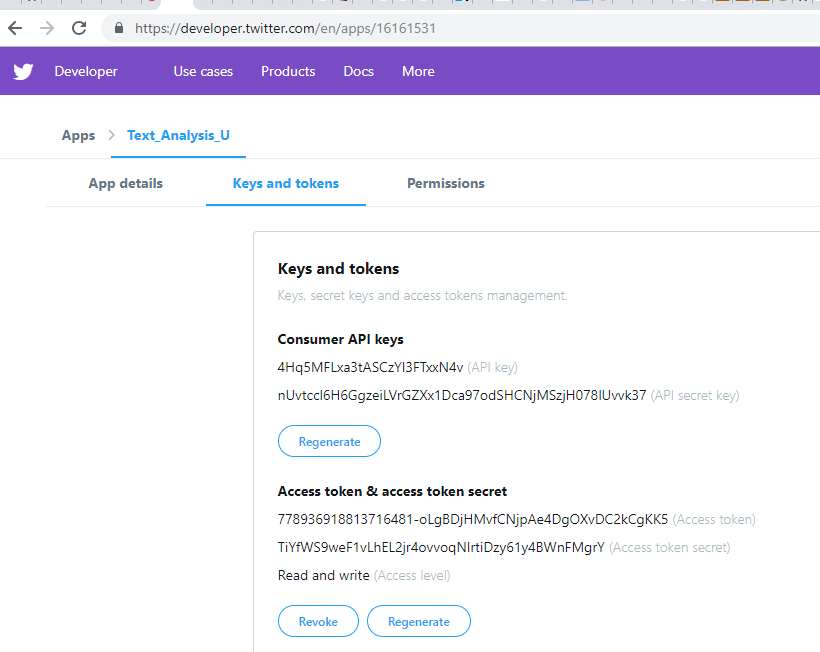 https://developer.twitter.com/en/apps/16161531
Developer Use cases Products Docs More
Apps > Text_Analysis_U
App details Keys and tokens Permissions
Keys and tokens
Keys, secret keys and access tokens management.
Consumer API keys
(API key)
(API secret key)
Regenerate
Access token & access token secret
778936918813716481-oLgBDjHMvfCNjpAe4DgOXvDC2kCgKK5 (Access token)
(Access token secret)
Read and write (Access level)
Revoke Regenerate